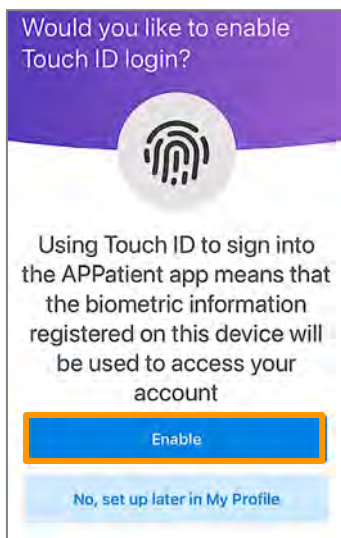 Would you like to enable
Touch ID login?
Using Touch ID to sign into
the APPatient app means that
the biometric information
registered on this device will
be used to access your
account
Enable
No, set up later in My Profile